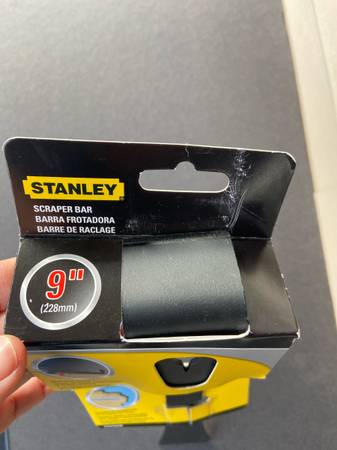 STANLEY
SCRAPER BAR
BARRA FROTADORA
BARRE DE RACLAGE
9"
(228mm)